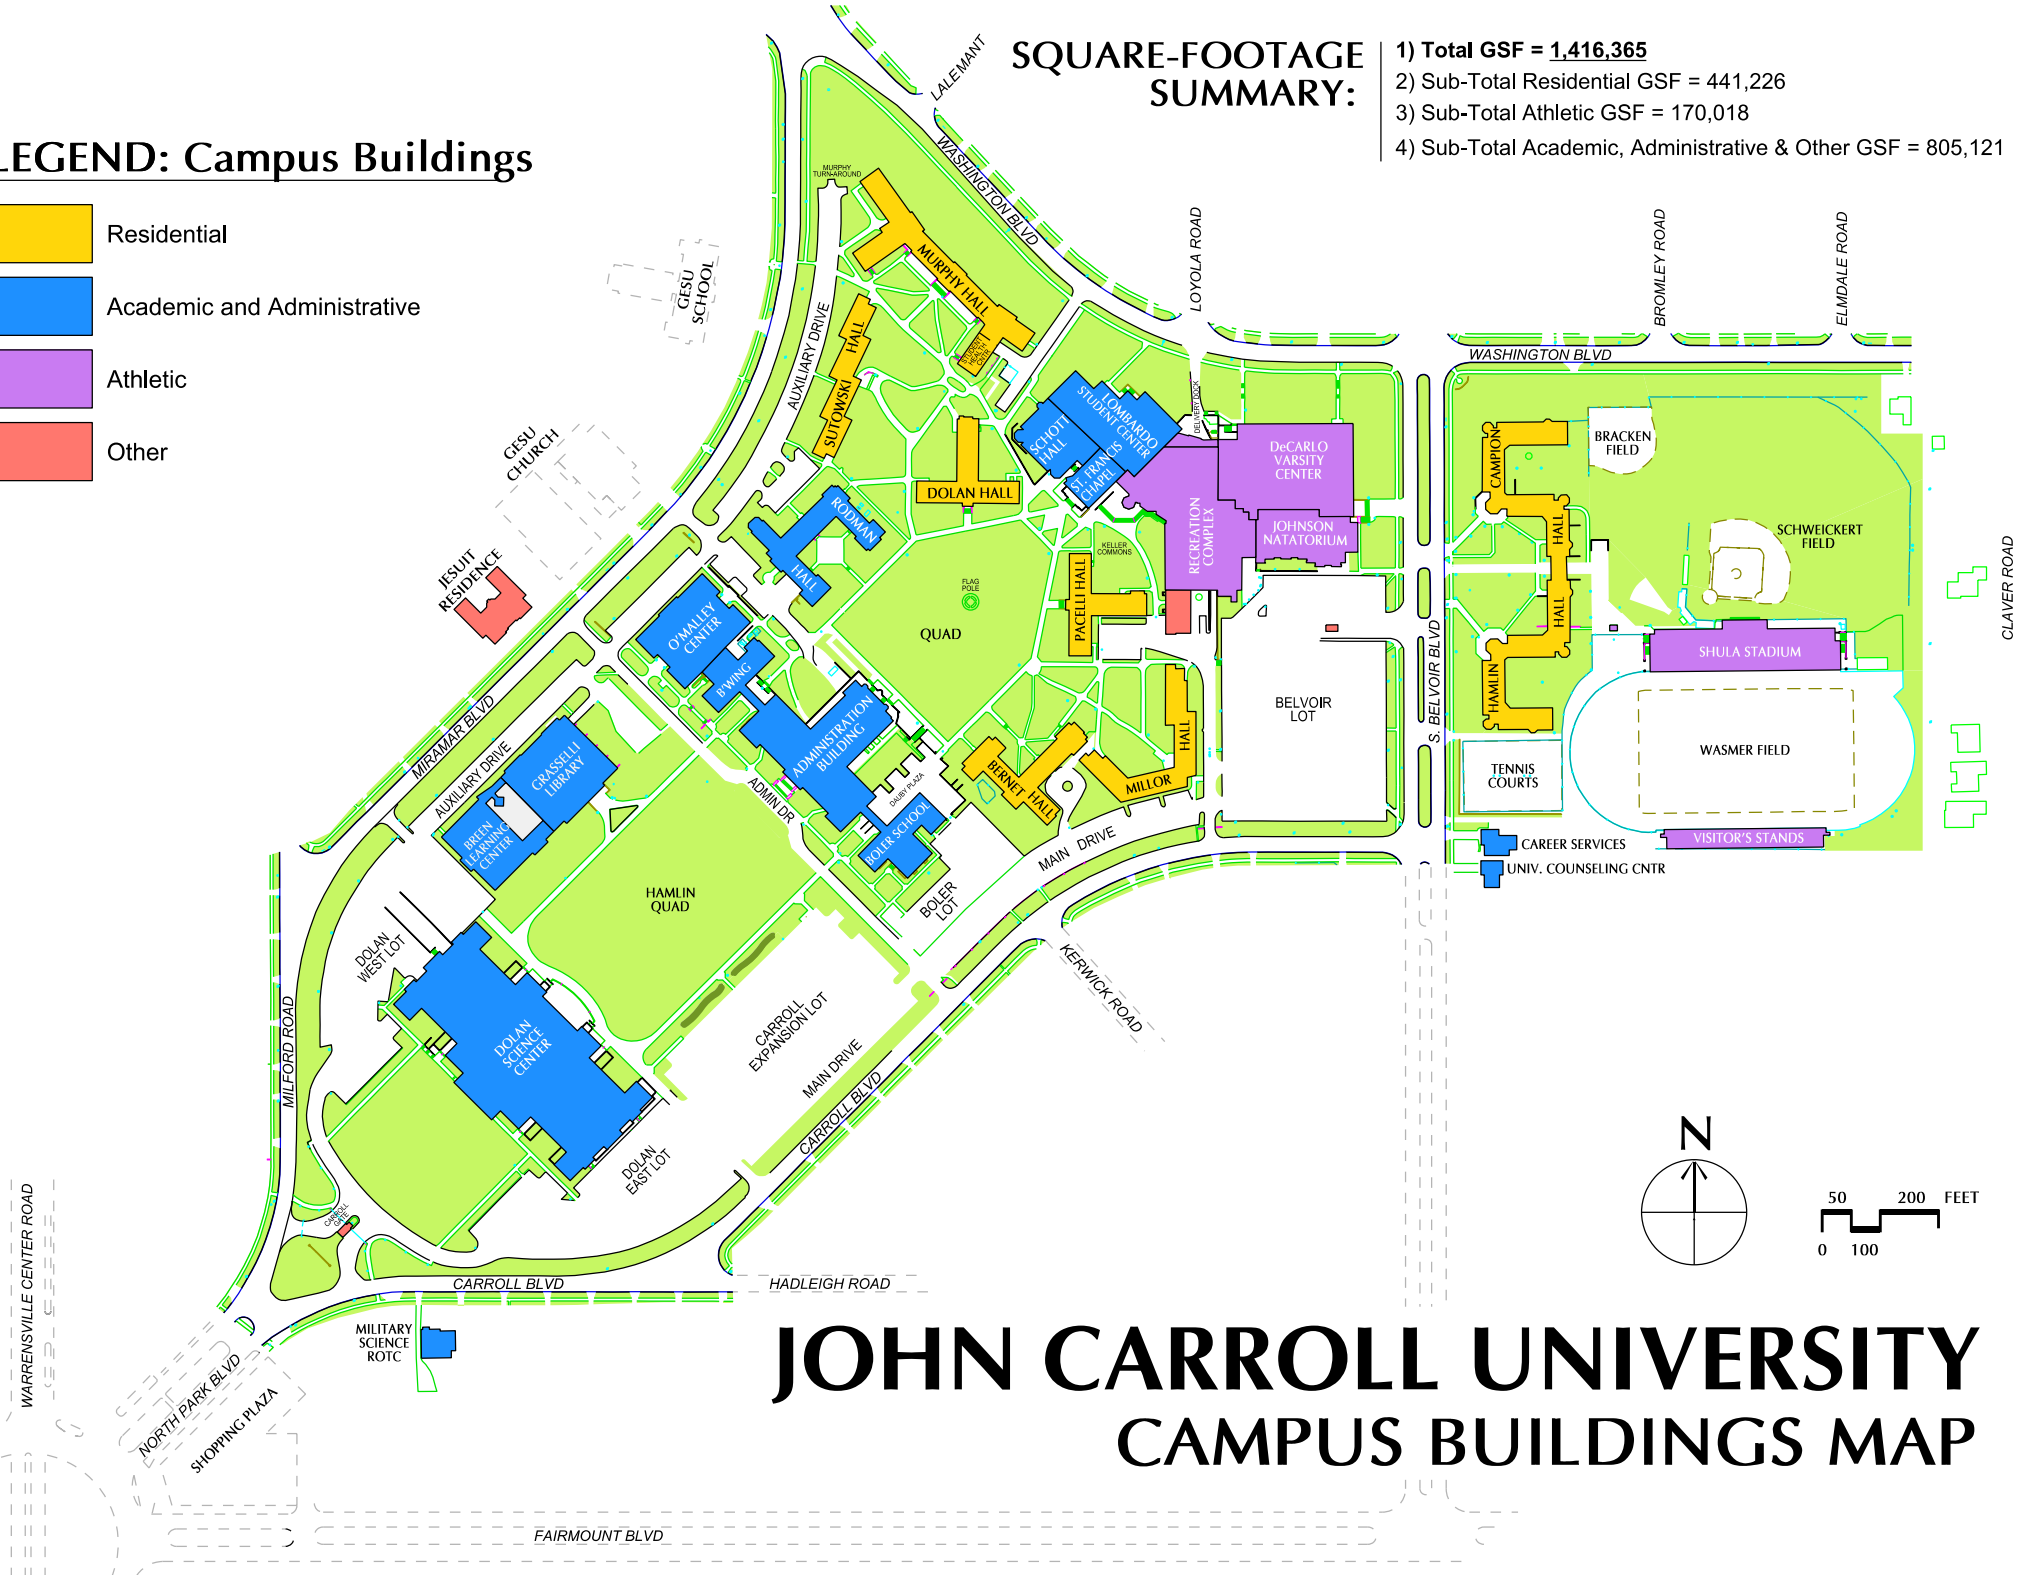 SQUARE-FOOTAGE
SUMMARY:
1) Total GSF = 1,416,365
2) Sub-Total Residential GSF = 441,226
3) Sub-Total Athletic GSF = 170,018
4) Sub-Total Academic, Administrative & Other GSF = 805,121
LEGEND: Campus Buildings
Residential
Academic and Administrative
Athletic
Other
LALEMANT
WASHINGTON BLVD
MURPHY
TURN-AROUND
LOYOLA ROAD
BROMLEY ROAD
ELMDALE ROAD
WASHINGTON BLVD
GESU
SCHOOL
GESU
CHURCH
JESUIT
RESIDENCE
AUXILIARY DRIVE
MURPHY HALL
STUDENT
HEALTH
CNTR
SUTOWSKI HALL
DOLAN HALL
LOMBARDO
STUDENT CENTER
SCHOTT
HALL
ST. FRANCIS
CHAPEL
DELIVERY DOCK
DeCARLO
VARSITY
CENTER
JOHNSON
NATATORIUM
RECREATION
COMPLEX
KELLER
COMMONS
RODMAN
HALL
O'MALLEY
CENTER
B'WING
FLAG
POLE
QUAD
PACELLI HALL
ADMINISTRATION
BUILDING
BERNET HALL
MILLOR
HALL
DAUBY PLAZA
BOLER SCHOOL
BELVOIR
LOT
S. BELVOIR BLVD
CAMPION
HALL
HALL
HAMLIN
BRACKEN
FIELD
SCHWEICKERT
FIELD
CLAVER ROAD
SHULA STADIUM
WASMER FIELD
TENNIS
COURTS
VISITOR'S STANDS
CAREER SERVICES
UNIV. COUNSELING CNTR
MIRAMAR BLVD
AUXILIARY DRIVE
GRASSELLI
LIBRARY
BREEN
LEARNING
CENTER
ADMIN DR
HAMLIN
QUAD
BOLER
LOT
MAIN DRIVE
KERWICK ROAD
DOLAN
WEST LOT
DOLAN
SCIENCE
CENTER
CARROLL
EXPANSION LOT
MAIN DRIVE
CARROLL BLVD
DOLAN
EAST LOT
MILFORD ROAD
CARROLL
GATE
CARROLL BLVD
HADLEIGH ROAD
MILITARY
SCIENCE
ROTC
WARRENSVILLE CENTER ROAD
NORTH PARK BLVD
SHOPPING PLAZA
FAIRMOUNT BLVD
N
50 200 FEET
0 100
JOHN CARROLL UNIVERSITY
CAMPUS BUILDINGS MAP